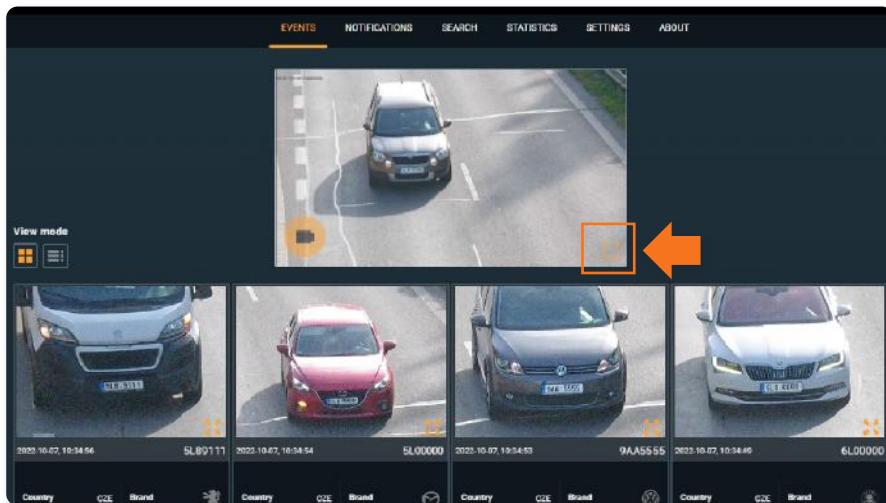 EVENTS NOTIFICATIONS SEARCH STATISTICS SETTINGS ABOUT
View mode
2022-10-07, 10:34:56 5L89111
2022-10-07, 10:34:54 5L00000
2022-10-07, 10:34:53 9AA5555
2022-10-07, 10:34:49 6L00000
Country CZE Brand
Country CZE Brand
Country CZE Brand
Country CZE Brand